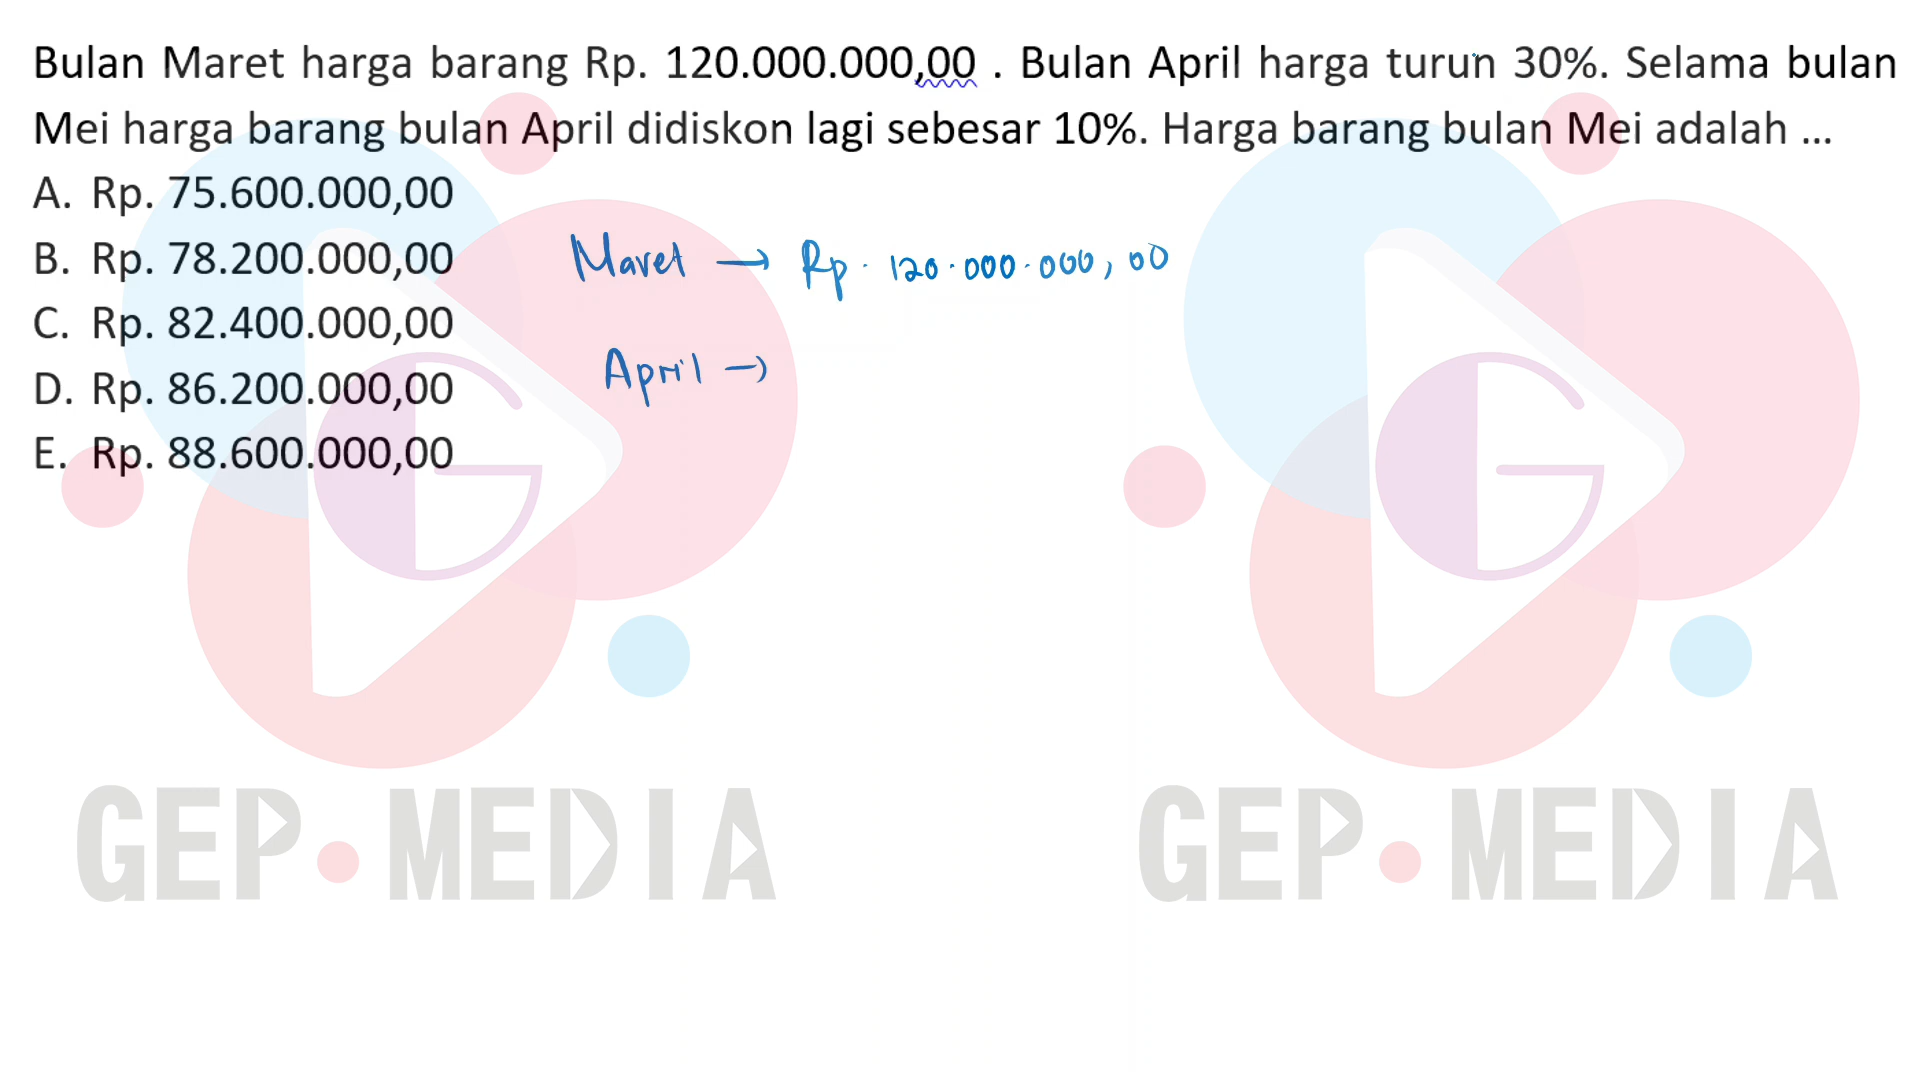 Bulan Maret harga barang Rp. 120.000.000,00 . Bulan April harga turun 30%. Selama bulan
Mei harga barang bulan April didiskon lagi sebesar 10%. Harga barang bulan Mei adalah ...
A. Rp. 75.600.000,00
B. Rp. 78.200.000,00
C. Rp. 82.400.000,00
D. Rp. 86.200.000,00
E. Rp. 88.600.000,00
Maret → Rp. 120.000.000,00
April →
GEP•MEDIA
GEP•MEDIA